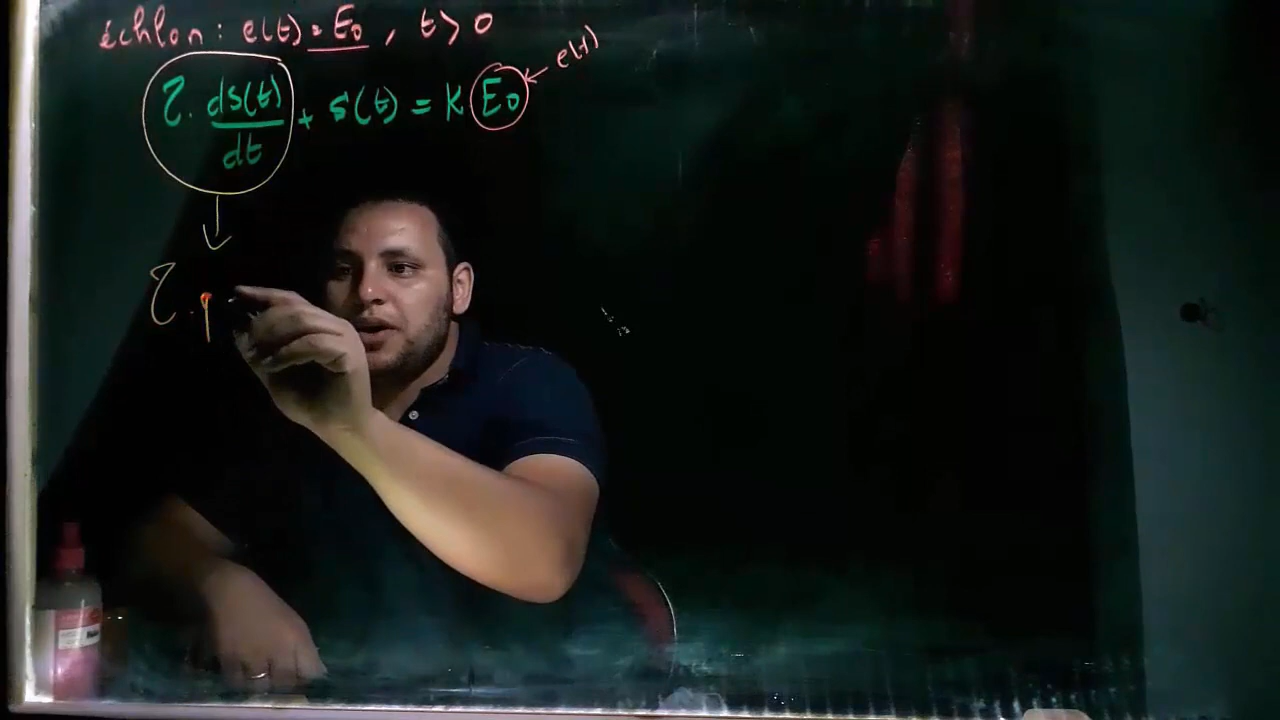 échlon : e(t) = E0 , t > 0
τ. ds(t)/dt + s(t) = K E0 ← e(t)
τ . p